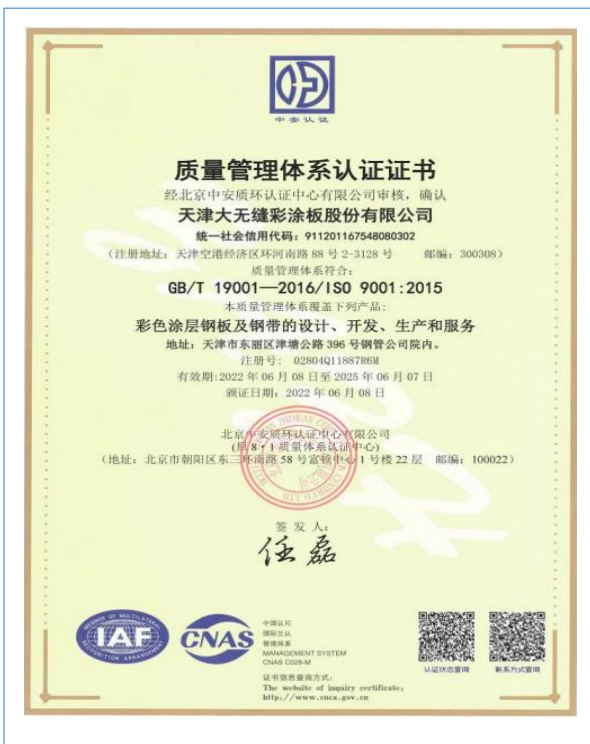 中安认证
质量管理体系认证证书
经北京中安质环认证中心有限公司审核，确认
天津大无缝彩涂板股份有限公司
统一社会信用代码：911201167548080302
（注册地址：天津空港经济区环河南路 88 号 2-3128 号 邮编：300308）
质量管理体系符合：
GB/T 19001—2016/ISO 9001:2015
本质量管理体系覆盖下列产品：
彩色涂层钢板及钢带的设计、开发、生产和服务
地址：天津市东丽区津塘公路 396 号钢管公司院内。
注册号： 02804Q11887R6M
有效期：2022 年 06 月 08 日至 2025 年 06 月 07 日
颁证日期：2022 年 06 月 08 日
北京中安质环认证中心有限公司
（原 8·1 质量体系认证中心）
（地址：北京市朝阳区东三环南路 58 号富顿中心 1 号楼 22 层 邮编：100022）
签 发 人：
任磊
MEMBER OF MULTILATERAL
IAF
RECOGNITION ARRANGEMENT
CNAS
中国认可
国际互认
管理体系
MANAGEMENT SYSTEM
CNAS C028-M
证书信息查询方式：
The website of inquiry certificate:
http://www.cnca.gov.cn
认证状态查询
联系方式查询